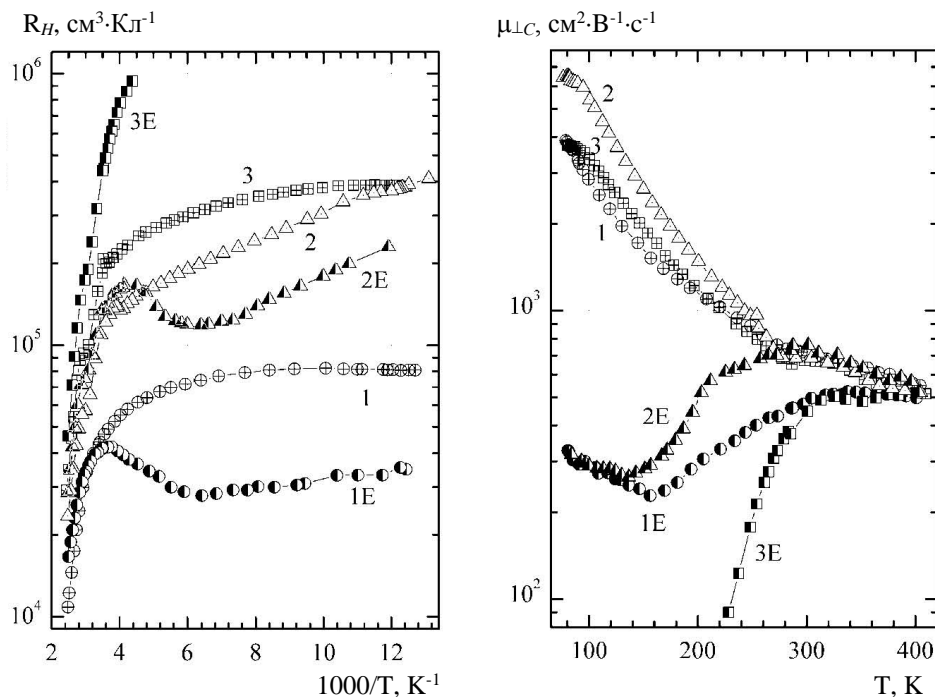 R_H, см³·Кл⁻¹
μ⊥C, см²·В⁻¹·с⁻¹
10⁶
3E
3
2
2E
10⁵
1
1E
10⁴
2 4 6 8 10 12
1000/T, K⁻¹
2
3
1
10³
2E
1E
3E
10²
100 200 300 400
T, K